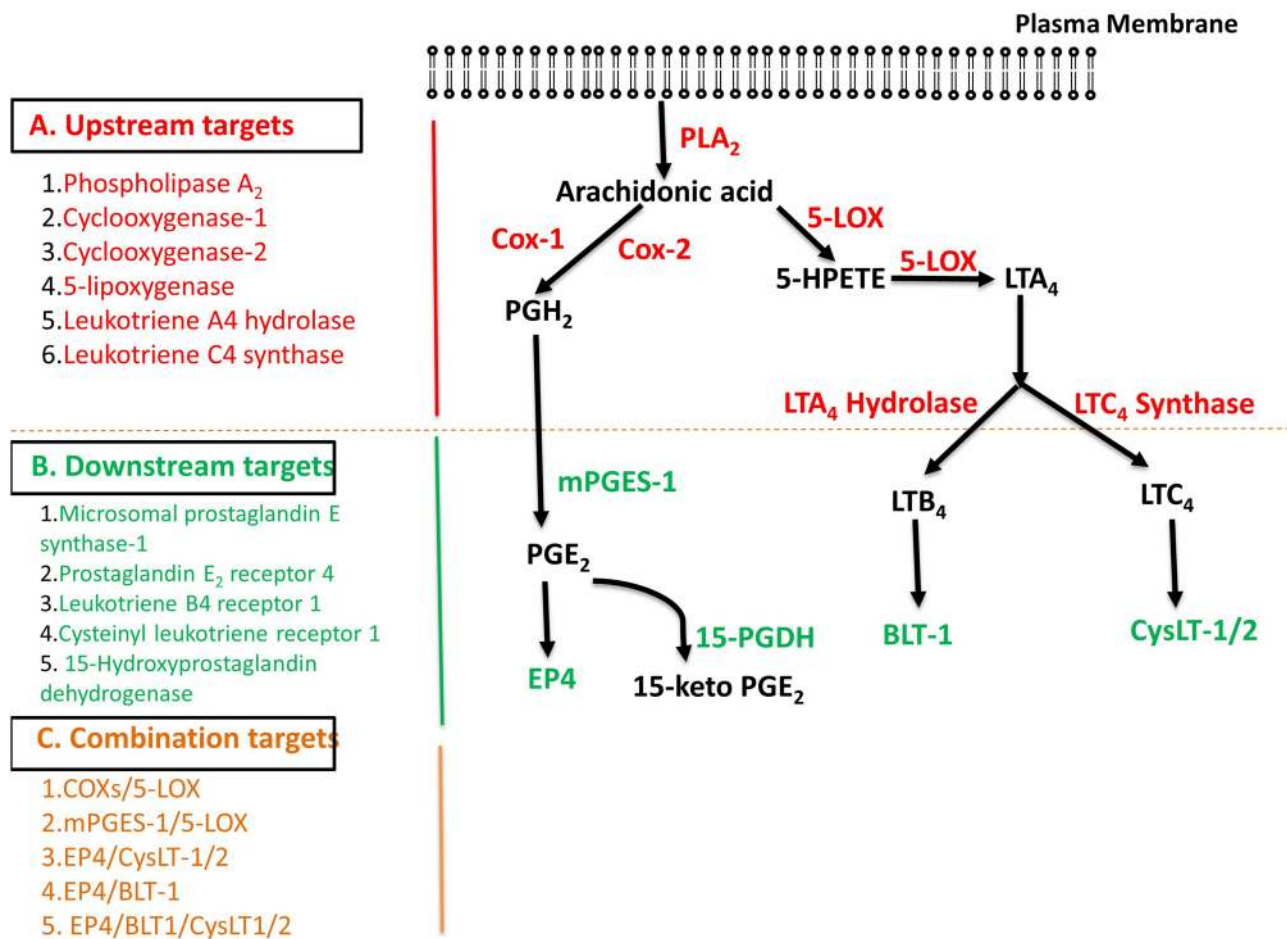 Plasma Membrane
A. Upstream targets
1.Phospholipase A₂
2.Cyclooxygenase-1
3.Cyclooxygenase-2
4.5-lipoxygenase
5.Leukotriene A4 hydrolase
6.Leukotriene C4 synthase
PLA₂
Arachidonic acid
Cox-1
Cox-2
5-LOX
5-HPETE
5-LOX
LTA₄
PGH₂
LTA₄ Hydrolase
LTC₄ Synthase
B. Downstream targets
1.Microsomal prostaglandin E
synthase-1
2.Prostaglandin E₂ receptor 4
3.Leukotriene B4 receptor 1
4.Cysteinyl leukotriene receptor 1
5. 15-Hydroxyprostaglandin
dehydrogenase
mPGES-1
LTB₄
LTC₄
PGE₂
15-PGDH
BLT-1
CysLT-1/2
EP4
15-keto PGE₂
C. Combination targets
1.COXs/5-LOX
2.mPGES-1/5-LOX
3.EP4/CysLT-1/2
4.EP4/BLT-1
5. EP4/BLT1/CysLT1/2